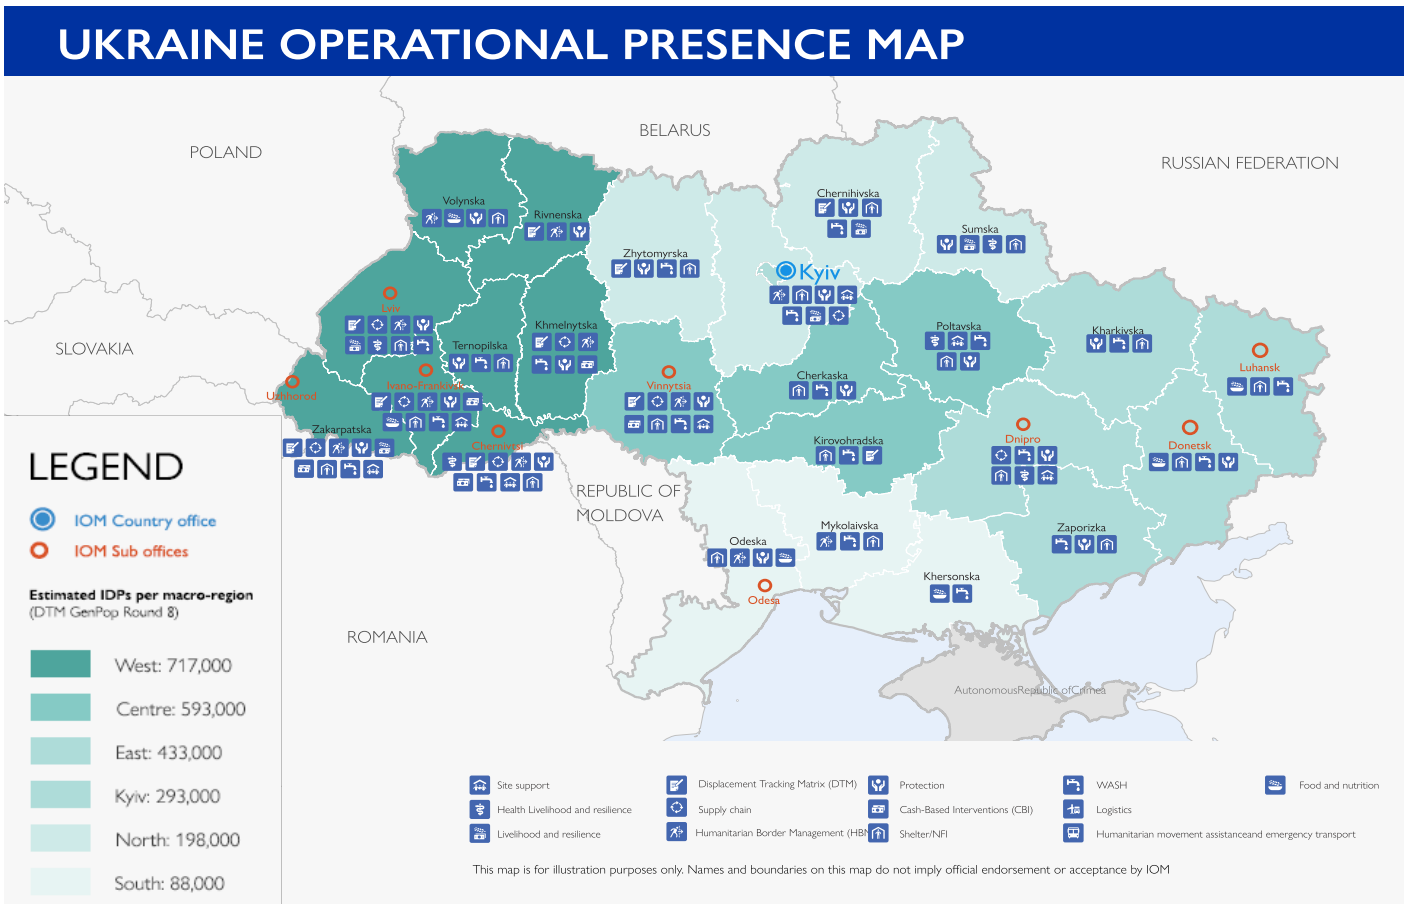 UKRAINE OPERATIONAL PRESENCE MAP
BELARUS
POLAND
RUSSIAN FEDERATION
Chernihivska
Volynska
Rivnenska
Sumska
Zhytomyrska
Kyiv
Lviv
Khmelnytska
Poltavska
Kharkivska
SLOVAKIA
Ternopilska
Luhansk
Cherkaska
Ivano-Frankivsk
Vinnytsia
Uzhhorod
Zakarpatska
Chernivtsi
Kirovohradska
Dnipro
Donetsk
REPUBLIC OF
MOLDOVA
Mykolaivska
Zaporizka
Odeska
Khersonska
Odesa
ROMANIA
AutonomousRepublic ofCrimea
LEGEND
IOM Country office
IOM Sub offices
Estimated IDPs per macro-region
(DTM GenPop Round 8)
West: 717,000
Centre: 593,000
East: 433,000
Kyiv: 293,000
North: 198,000
South: 88,000
Site support
Health Livelihood and resilience
Livelihood and resilience
Displacement Tracking Matrix (DTM)
Supply chain
Humanitarian Border Management (HBM
Protection
Cash-Based Interventions (CBI)
Shelter/NFI
WASH
Logistics
Humanitarian movement assistanceand emergency transport
Food and nutrition
This map is for illustration purposes only. Names and boundaries on this map do not imply official endorsement or acceptance by IOM